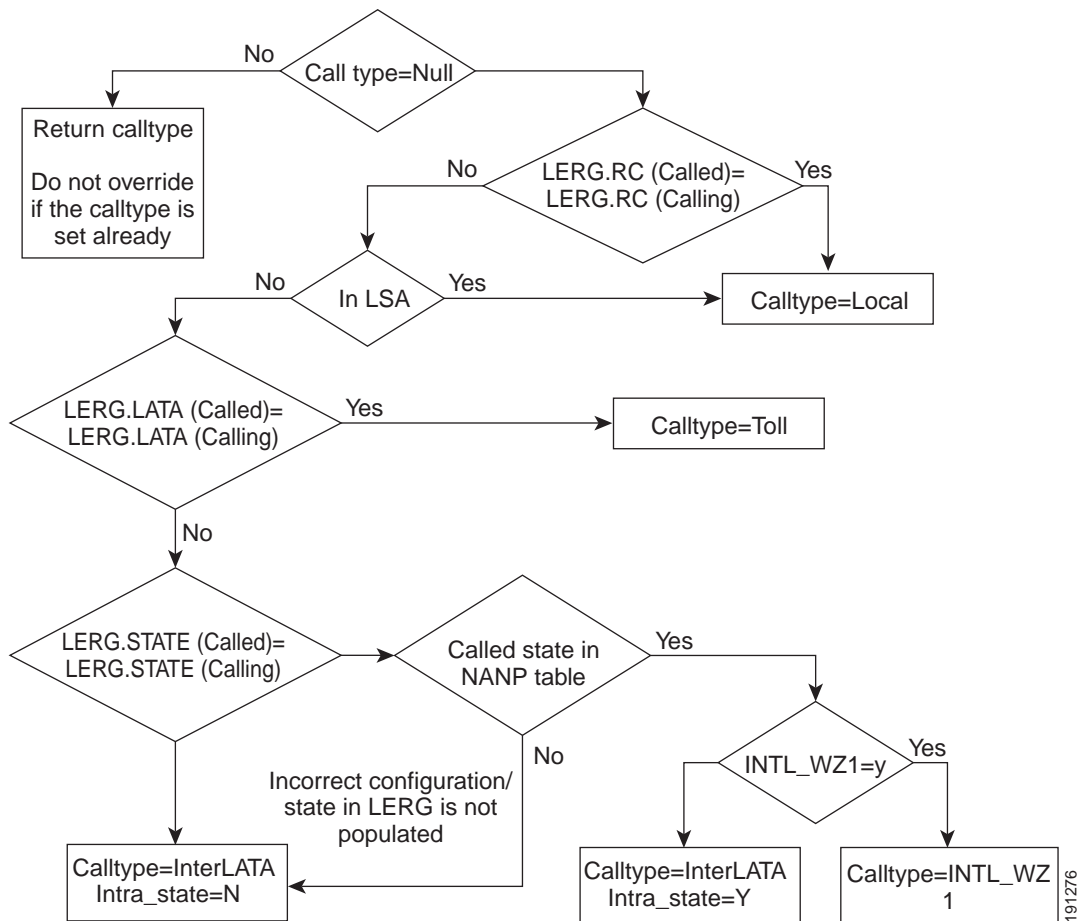 No
Call type=Null
Return calltype
Do not override
if the calltype is
set already
No
LERG.RC (Called)=
LERG.RC (Calling)
Yes
No
In LSA
Yes
Calltype=Local
LERG.LATA (Called)=
LERG.LATA (Calling)
Yes
Calltype=Toll
No
LERG.STATE (Called)=
LERG.STATE (Calling)
Called state in
NANP table
Yes
No
Incorrect configuration/
state in LERG is not
populated
INTL_WZ1=y
Yes
Calltype=InterLATA
Intra_state=N
Calltype=InterLATA
Intra_state=Y
Calltype=INTL_WZ
1
191276